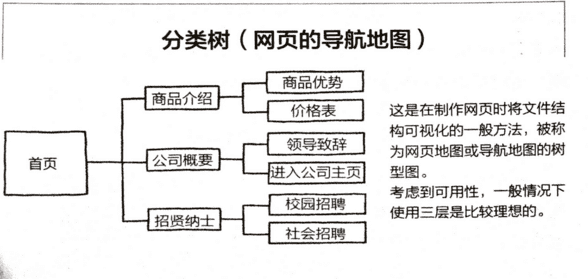 分类树（网页的导航地图）
首页
商品介绍
商品优势
价格表
公司概要
领导致辞
进入公司主页
招贤纳士
校园招聘
社会招聘
这是在制作网页时将文件结
构可视化的一般方法，被称
为网页地图或导航地图的树
型图。
考虑到可用性，一般情况下
使用三层是比较理想的。